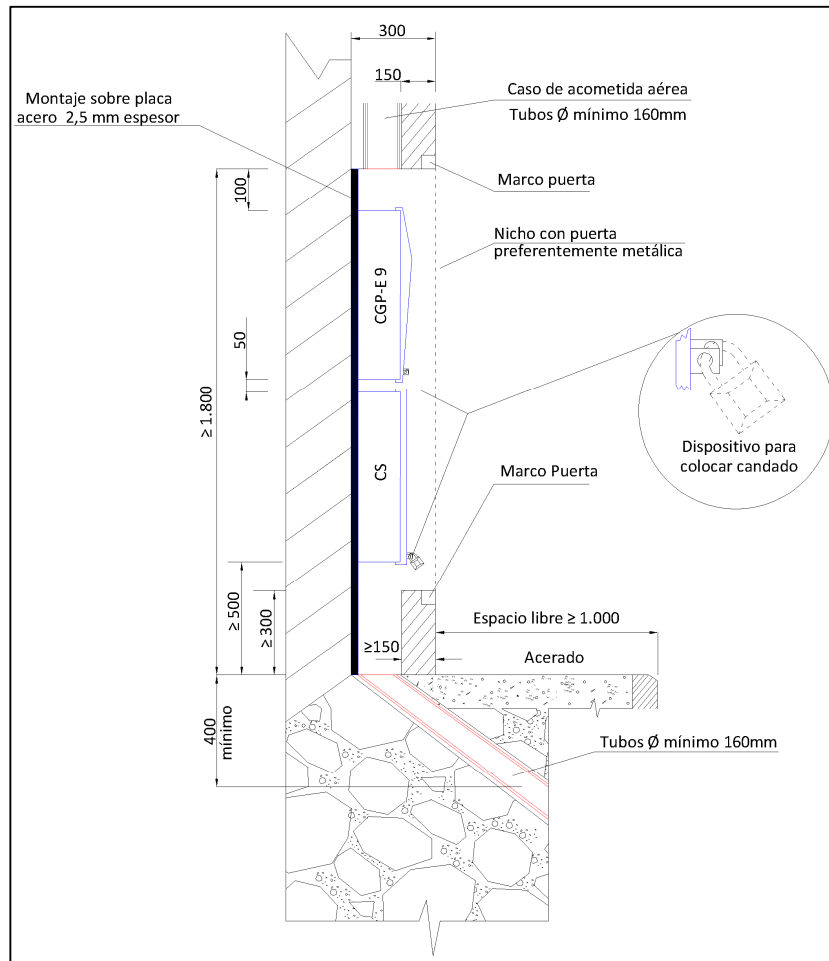 300
150
Montaje sobre placa
acero 2,5 mm espesor
Caso de acometida aérea
Tubos Ø mínimo 160mm
Marco puerta
100
Nicho con puerta
preferentemente metálica
CGP-E 9
50
≥ 1.800
Dispositivo para
colocar candado
CS
Marco Puerta
≥ 500
≥ 300
Espacio libre ≥ 1.000
≥150
Acerado
400
mínimo
Tubos Ø mínimo 160mm